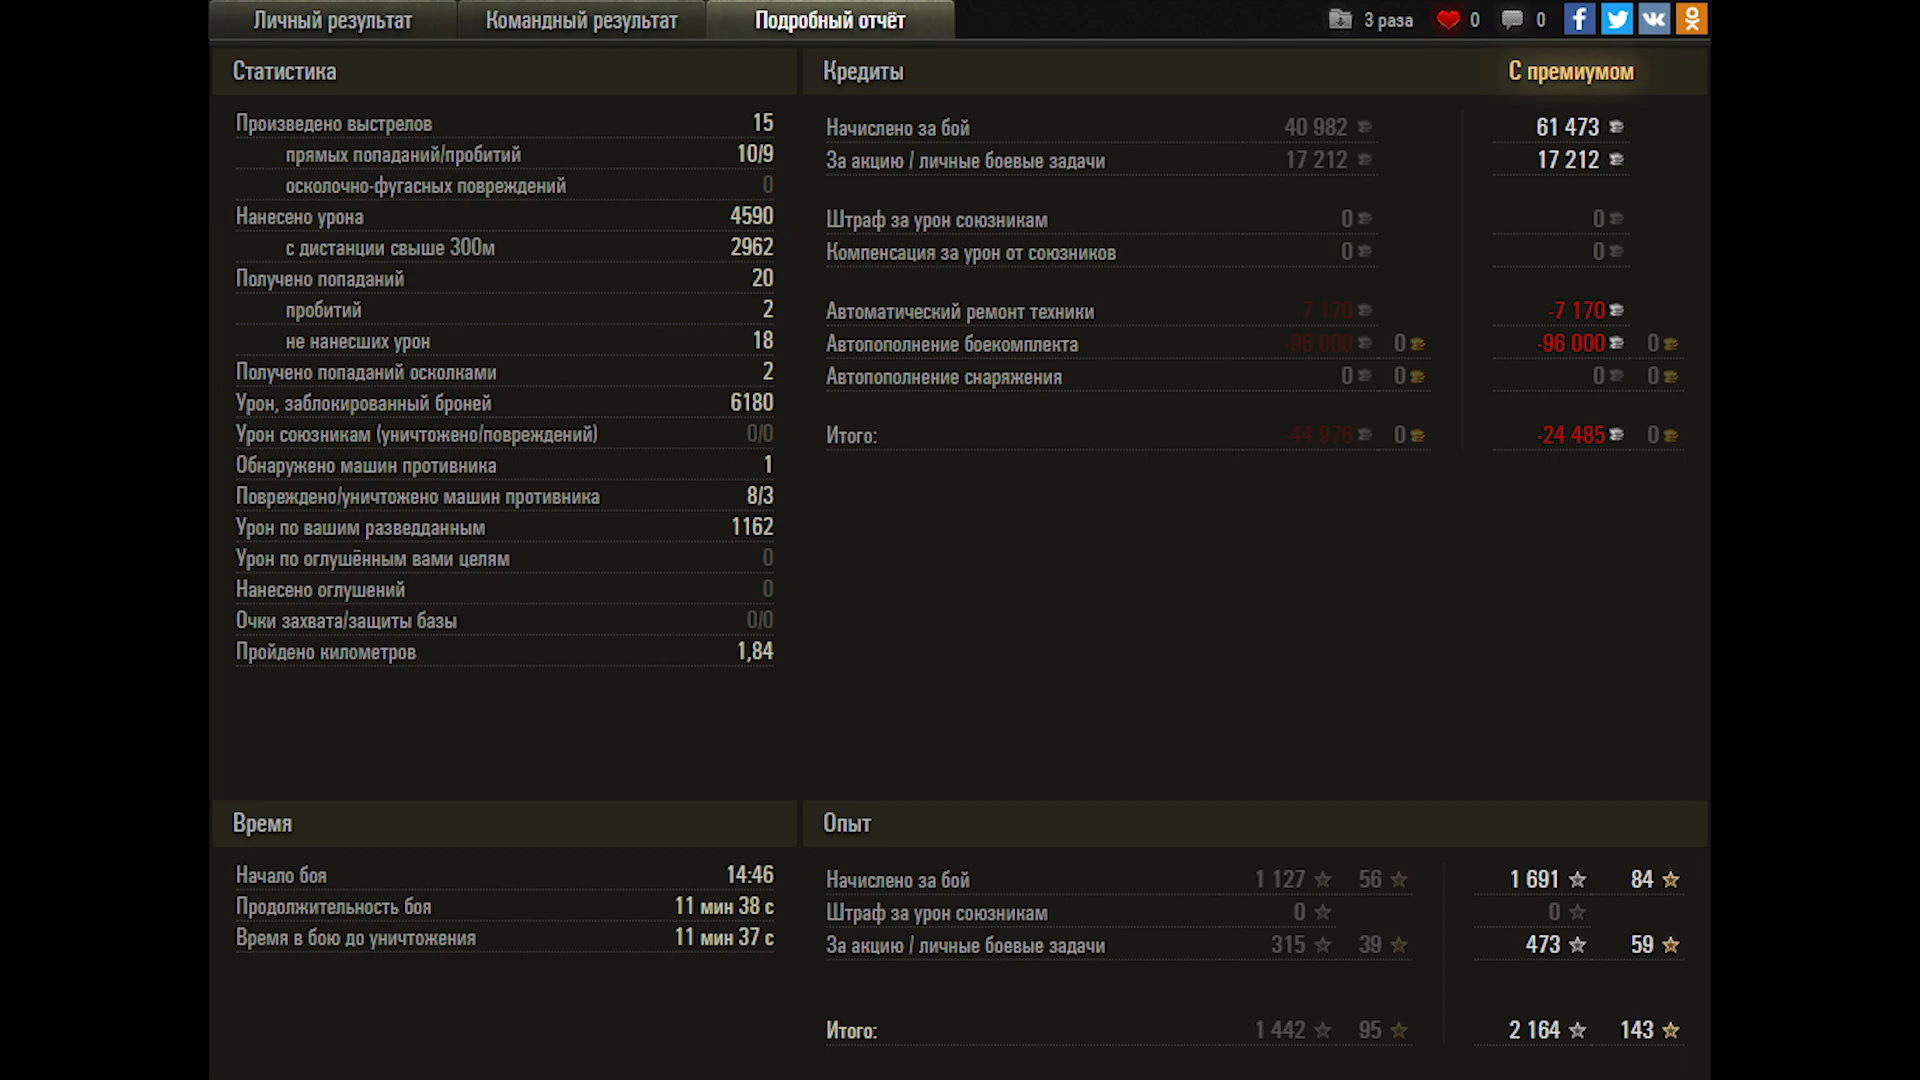 Личный результат Командный результат Подробный отчёт 3 раза 0 0
Статистика
Произведено выстрелов 15
прямых попаданий/пробитий 10/9
осколочно-фугасных повреждений 0
Нанесено урона 4590
с дистанции свыше 300м 2962
Получено попаданий 20
пробитий 2
не нанесших урон 18
Получено попаданий осколками 2
Урон, заблокированный броней 6180
Урон союзникам (уничтожено/повреждений) 0/0
Обнаружено машин противника 1
Повреждено/уничтожено машин противника 8/3
Урон по вашим разведданным 1162
Урон по оглушённым вами целям 0
Нанесено оглушений 0
Очки захвата/защиты базы 0/0
Пройдено километров 1,84
Кредиты С премиумом
Начислено за бой 40 982 61 473
За акцию / личные боевые задачи 17 212 17 212
Штраф за урон союзникам 0 0
Компенсация за урон от союзников 0 0
Автоматический ремонт техники -7 170 -7 170
Автопополнение боекомплекта -96 000 0 -96 000 0
Автопополнение снаряжения 0 0 0 0
Итого: -44 976 0 -24 485 0
Время
Начало боя 14:46
Продолжительность боя 11 мин 38 с
Время в бою до уничтожения 11 мин 37 с
Опыт
Начислено за бой 1 127 56 1 691 84
Штраф за урон союзникам 0 0
За акцию / личные боевые задачи 315 39 473 59
Итого: 1 442 95 2 164 143